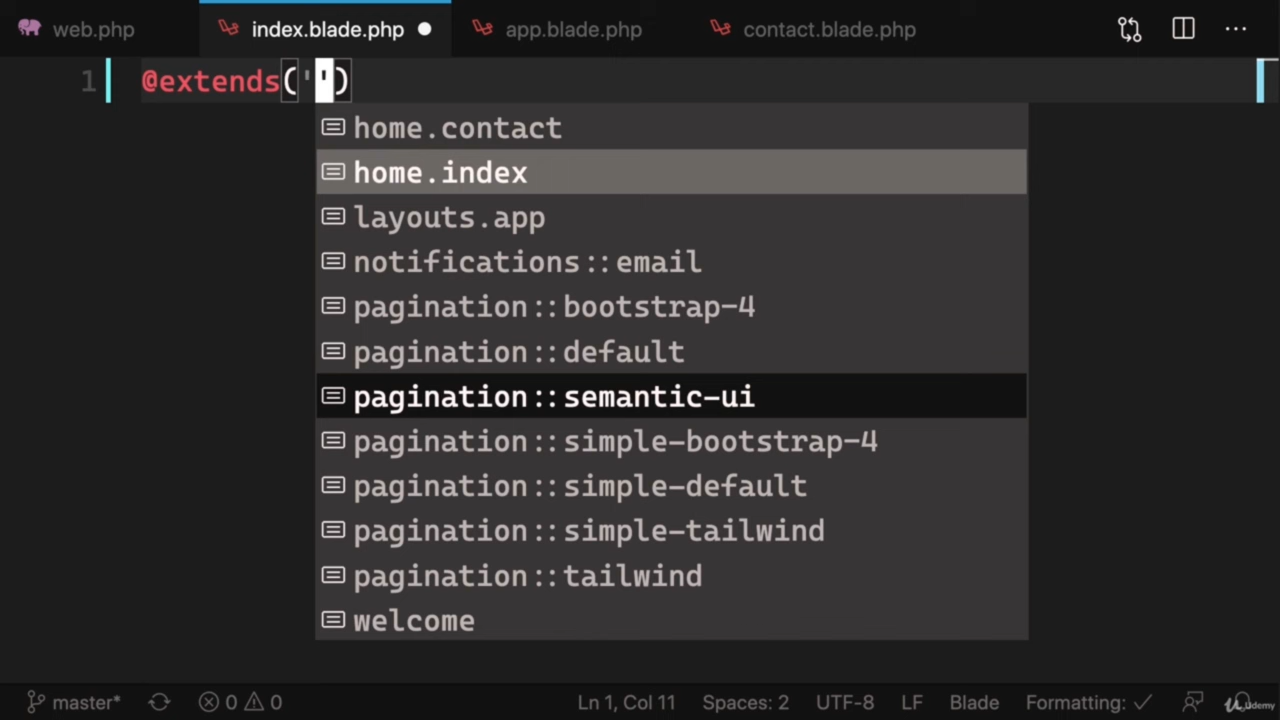 web.php index.blade.php app.blade.php contact.blade.php
1 @extends('')
home.contact
home.index
layouts.app
notifications::email
pagination::bootstrap-4
pagination::default
pagination::semantic-ui
pagination::simple-bootstrap-4
pagination::simple-default
pagination::simple-tailwind
pagination::tailwind
welcome
master* 0 0 Ln 1, Col 11 Spaces: 2 UTF-8 LF Blade Formatting: ✓ udemy